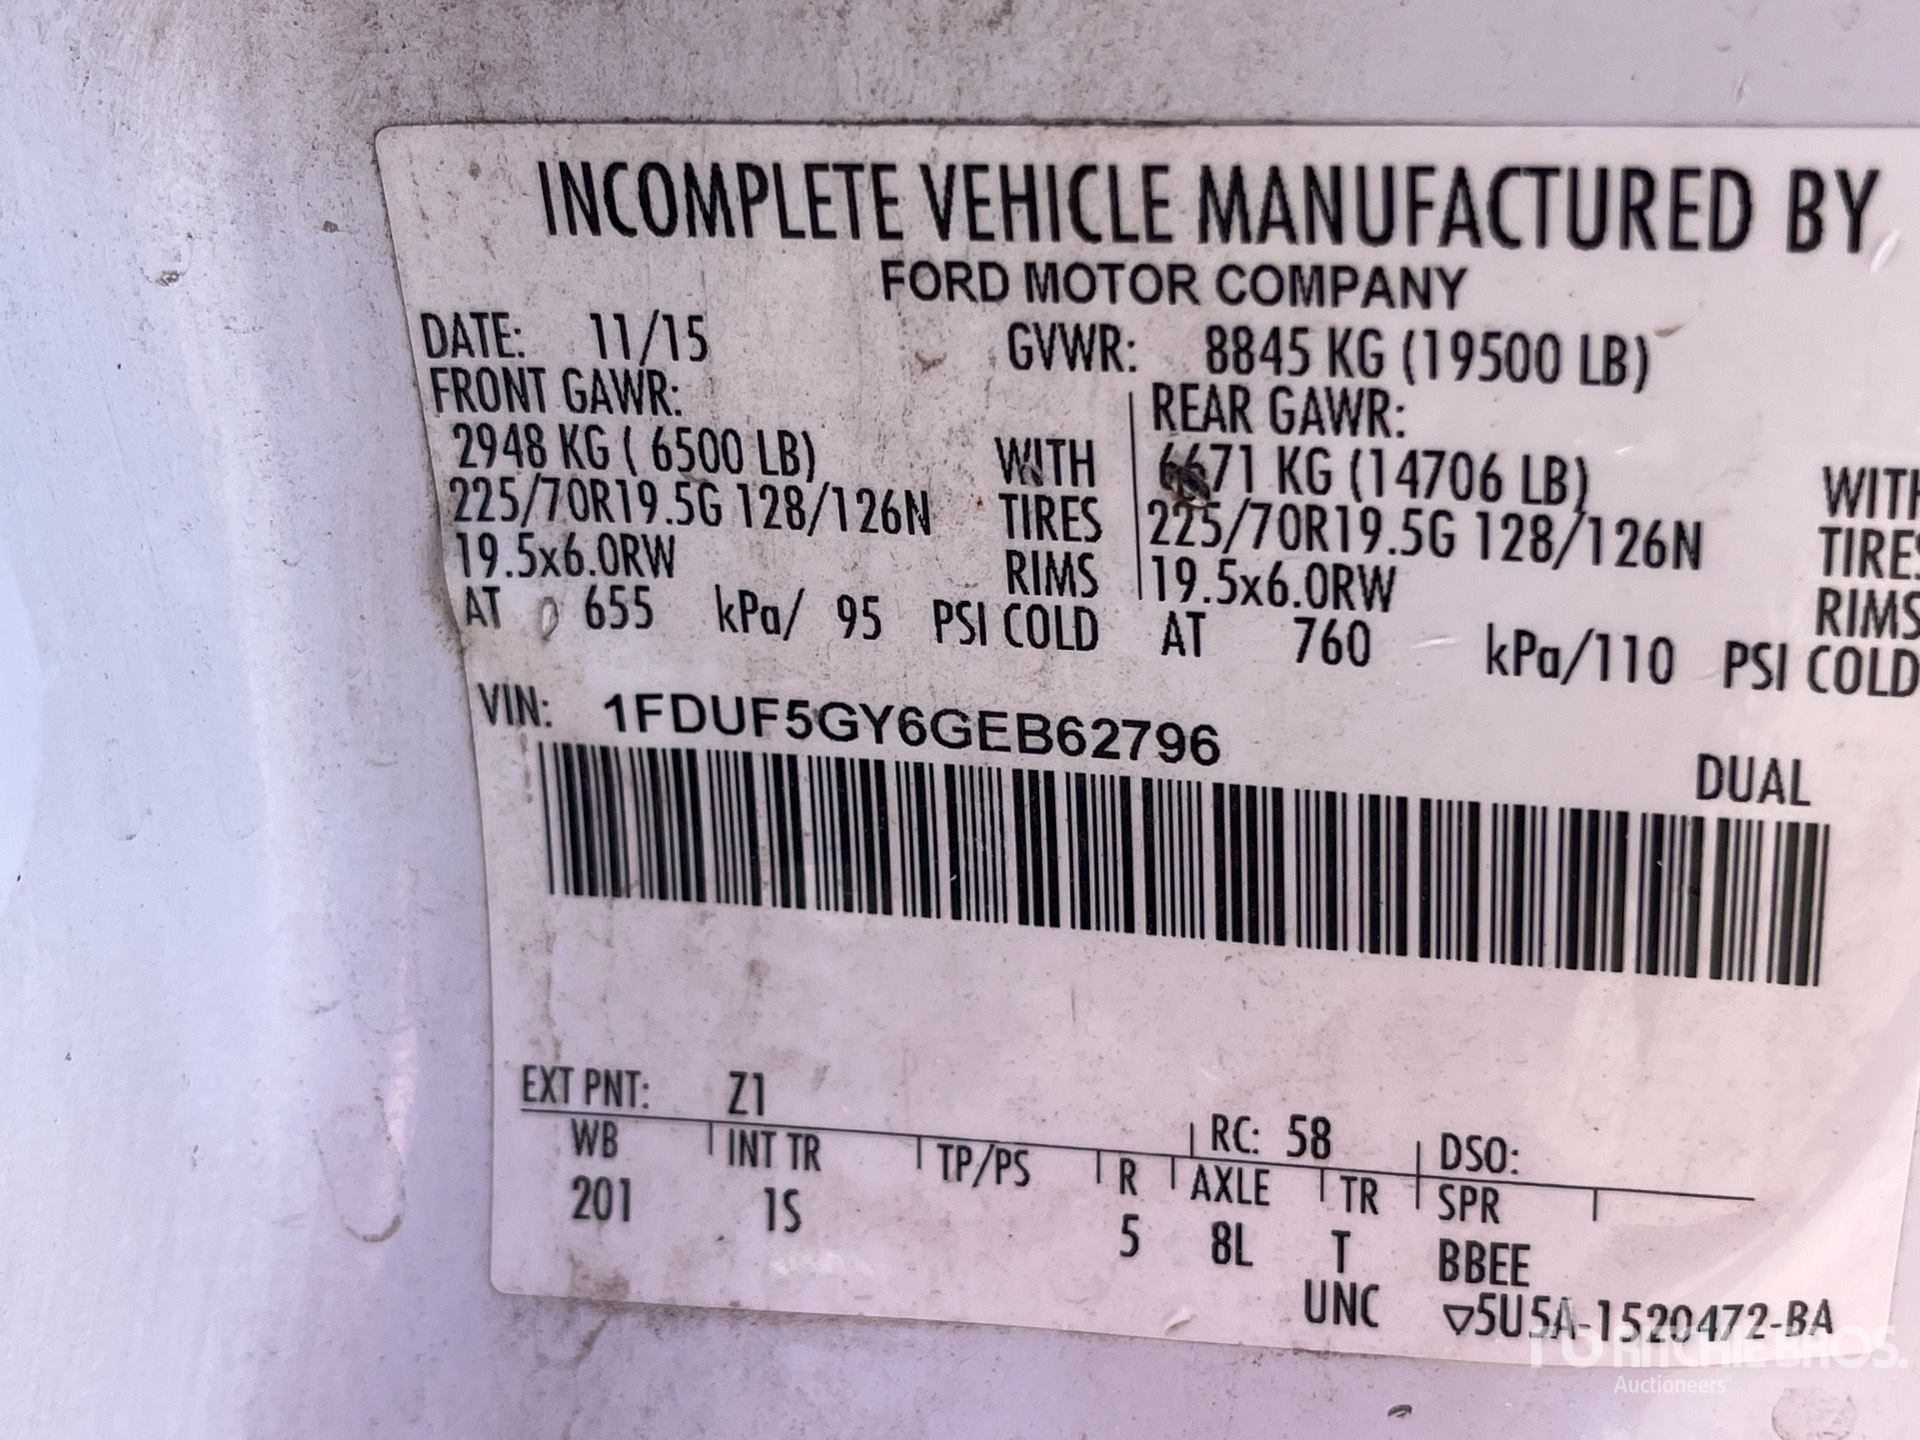 INCOMPLETE VEHICLE MANUFACTURED BY
FORD MOTOR COMPANY
DATE: 11/15 GVWR: 8845 KG (19500 LB)
FRONT GAWR: REAR GAWR:
2948 KG ( 6500 LB) WITH 6671 KG (14706 LB) WITH
225/70R19.5G 128/126N TIRES 225/70R19.5G 128/126N TIRES
19.5x6.0RW RIMS 19.5x6.0RW RIMS
AT 655 kPa/ 95 PSI COLD AT 760 kPa/110 PSI COLD
VIN: 1FDUF5GY6GEB62796
DUAL
EXT PNT: Z1 RC: 58 DSO:
WB INT TR TP/PS R AXLE TR SPR
201 1S 5 8L T BBEE
UNC ▽5U5A-1520472-BA
RITCHIE BROS.
Auctioneers